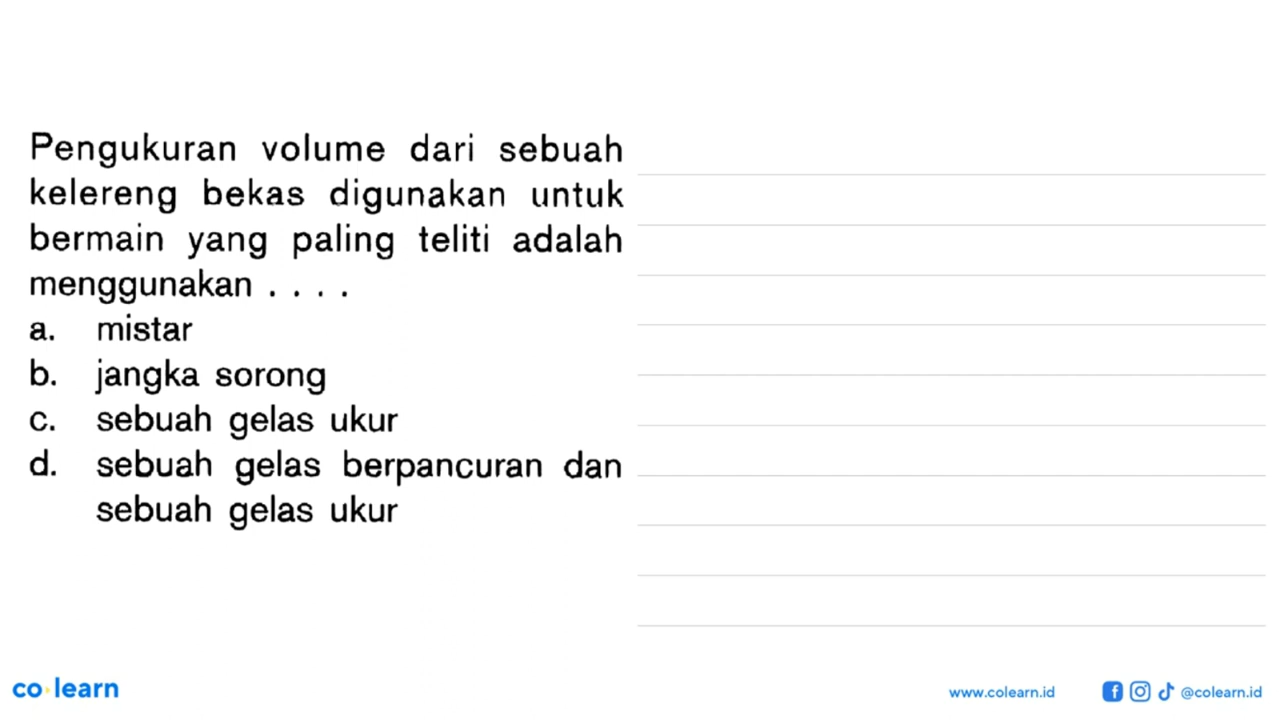 Pengukuran volume dari sebuah
kelereng bekas digunakan untuk
bermain yang paling teliti adalah
menggunakan . . . .
a. mistar
b. jangka sorong
c. sebuah gelas ukur
d. sebuah gelas berpancuran dan
sebuah gelas ukur
co learn
www.colearn.id
@colearn.id